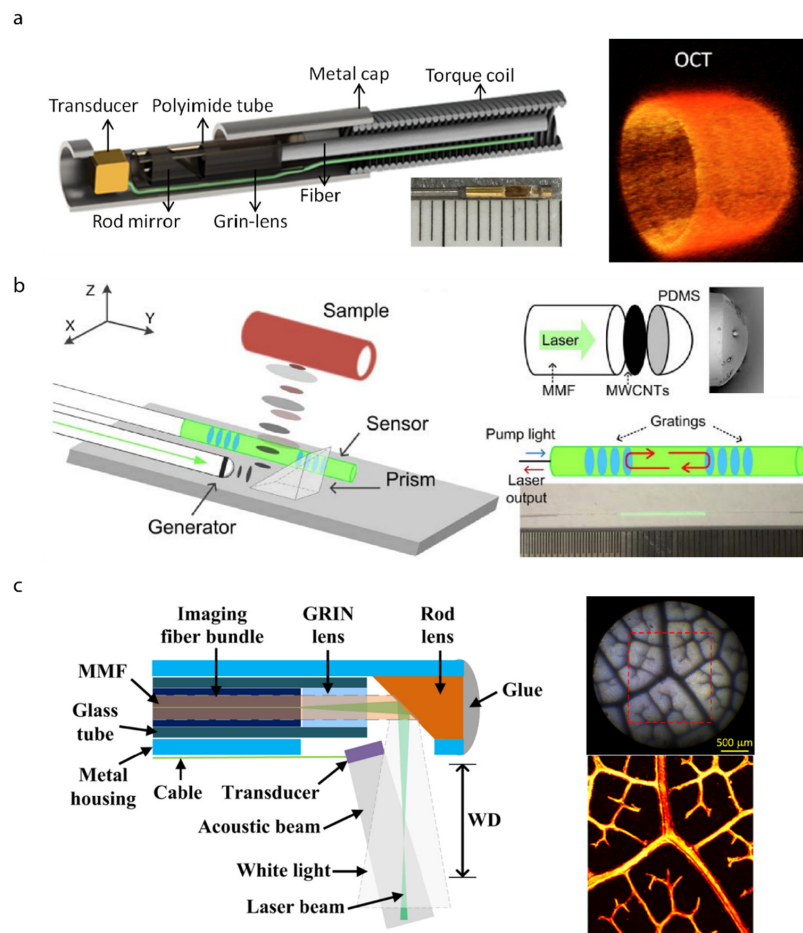 a
Metal cap
Torque coil
OCT
Transducer
Polyimide tube
Rod mirror
Grin-lens
Fiber
b
Z
X
Y
Sample
Sensor
Prism
Generator
PDMS
Laser
MMF
MWCNTs
Gratings
Pump light
Laser
output
c
Imaging
fiber bundle
GRIN
lens
Rod
lens
MMF
Glue
Glass
tube
Metal
housing
Cable
Transducer
Acoustic beam
WD
White light
Laser beam
500 µm